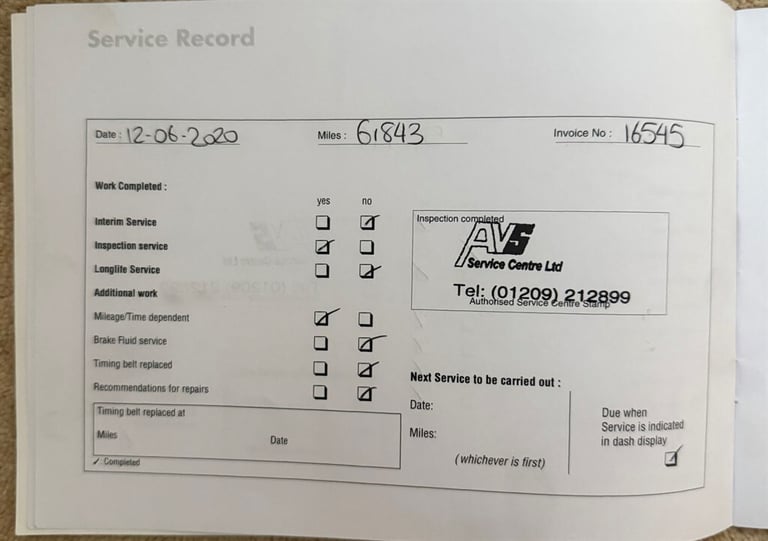 Service Record
Date : 12-06-2020 Miles : 61843 Invoice No : 16545
Work Completed :
yes no
Interim Service
Inspection service
Longlife Service
Additional work
Mileage/Time dependent
Brake Fluid service
Timing belt replaced
Recommendations for repairs
Timing belt replaced at
Miles Date
✓: Completed
Inspection completed
AVS
Service Centre Ltd
Tel: (01209) 212899
Authorised Service Centre Stamp
Next Service to be carried out :
Date:
Miles:
(whichever is first)
Due when
Service is indicated
in dash display